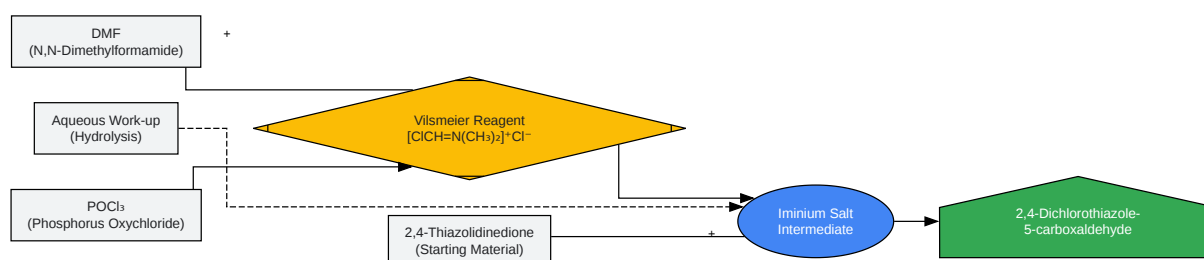 DMF
(N,N-Dimethylformamide)
+
Aqueous Work-up
(Hydrolysis)
Vilsmeier Reagent
[ClCH=N(CH₃)₂]⁺Cl⁻
POCl₃
(Phosphorus Oxychloride)
2,4-Thiazolidinedione
(Starting Material)
+
Iminium Salt
Intermediate
2,4-Dichlorothiazole-
5-carboxaldehyde